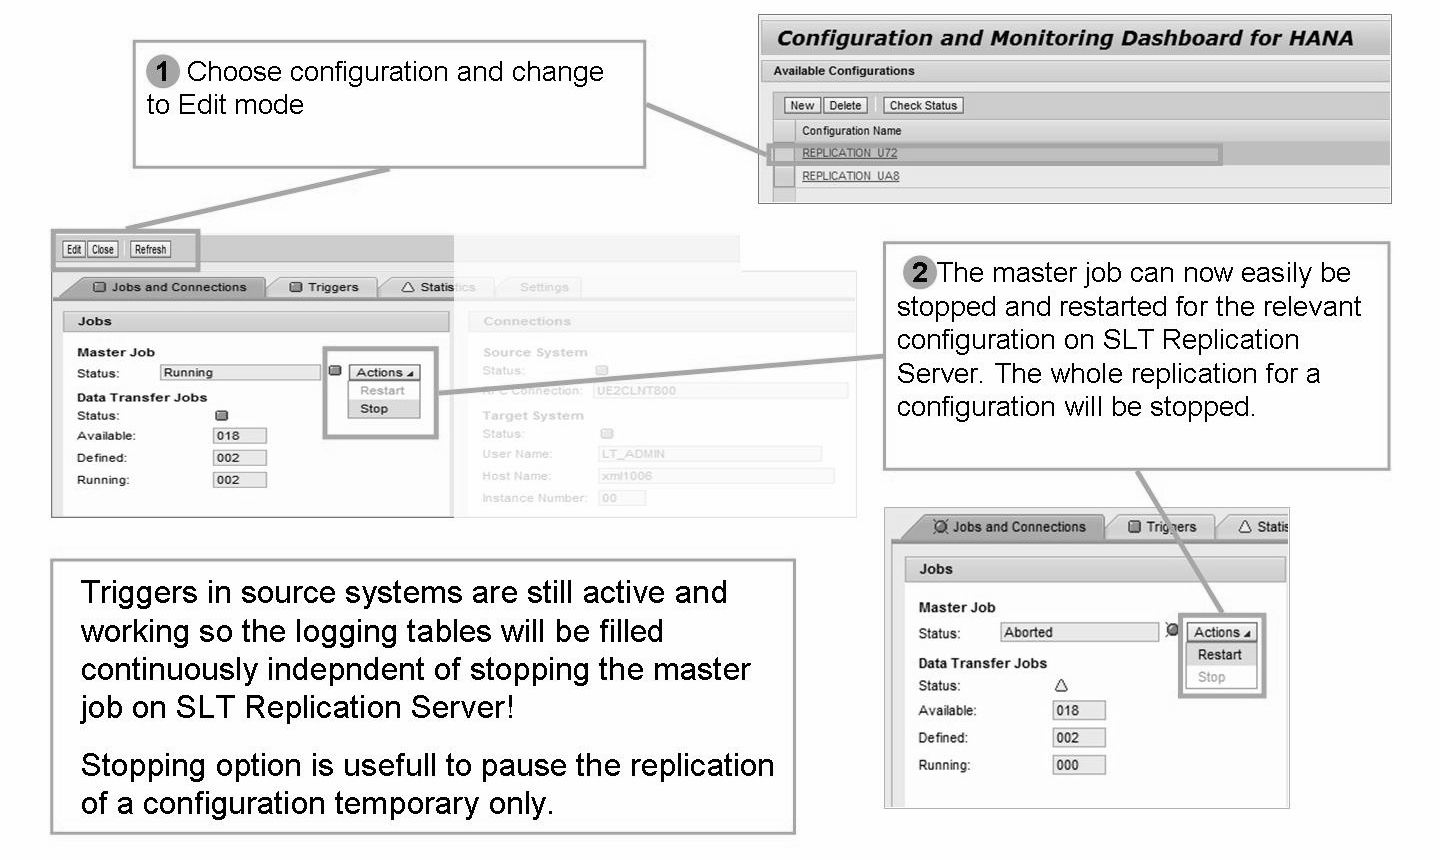 1 Choose configuration and change
to Edit mode
Configuration and Monitoring Dashboard for HANA
Available Configurations
New Delete Check Status
Configuration Name
REPLICATION_U72
REPLICATION_UA8
Edit Close Refresh
Jobs and Connections Triggers Statistics Settings
Jobs
Master Job
Status: Running Actions
Restart
Stop
Data Transfer Jobs
Status:
Available: 018
Defined: 002
Running: 002
Connections
Source System
Status:
RFC Connection: UE2CLNT800
Target System
Status:
User Name: LT_ADMIN
Host Name: xml1006
Instance Number: 00
2 The master job can now easily be
stopped and restarted for the relevant
configuration on SLT Replication
Server. The whole replication for a
configuration will be stopped.
Jobs and Connections Triggers Statis
Jobs
Master Job
Status: Aborted Actions
Restart
Stop
Data Transfer Jobs
Status:
Available: 018
Defined: 002
Running: 000
Triggers in source systems are still active and
working so the logging tables will be filled
continuously indepndent of stopping the master
job on SLT Replication Server!
Stopping option is usefull to pause the replication
of a configuration temporary only.